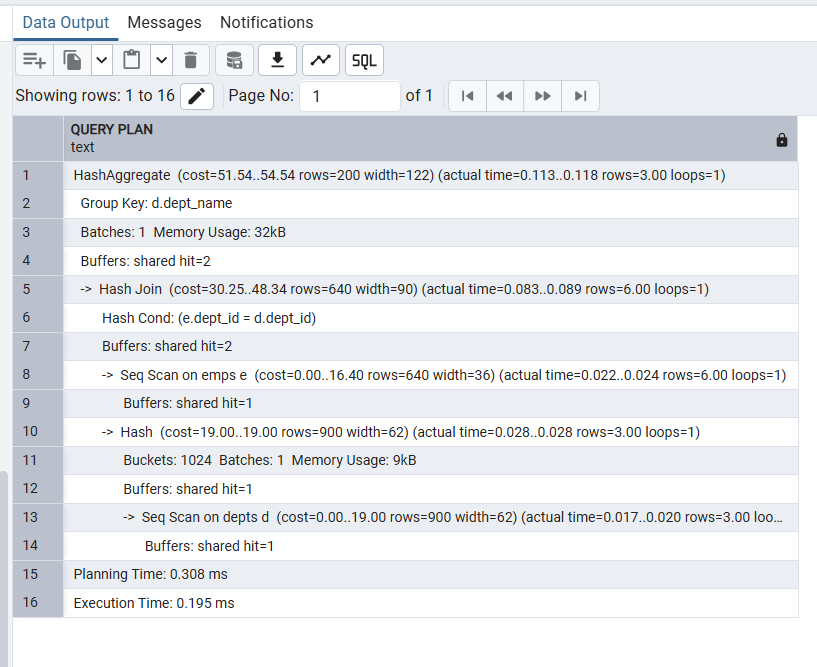 Data Output Messages Notifications
SQL
Showing rows: 1 to 16 Page No: 1 of 1
QUERY PLAN
text
1 HashAggregate (cost=51.54..54.54 rows=200 width=122) (actual time=0.113..0.118 rows=3.00 loops=1)
2 Group Key: d.dept_name
3 Batches: 1 Memory Usage: 32kB
4 Buffers: shared hit=2
5 -> Hash Join (cost=30.25..48.34 rows=640 width=90) (actual time=0.083..0.089 rows=6.00 loops=1)
6 Hash Cond: (e.dept_id = d.dept_id)
7 Buffers: shared hit=2
8 -> Seq Scan on emps e (cost=0.00..16.40 rows=640 width=36) (actual time=0.022..0.024 rows=6.00 loops=1)
9 Buffers: shared hit=1
10 -> Hash (cost=19.00..19.00 rows=900 width=62) (actual time=0.028..0.028 rows=3.00 loops=1)
11 Buckets: 1024 Batches: 1 Memory Usage: 9kB
12 Buffers: shared hit=1
13 -> Seq Scan on depts d (cost=0.00..19.00 rows=900 width=62) (actual time=0.017..0.020 rows=3.00 loo...
14 Buffers: shared hit=1
15 Planning Time: 0.308 ms
16 Execution Time: 0.195 ms